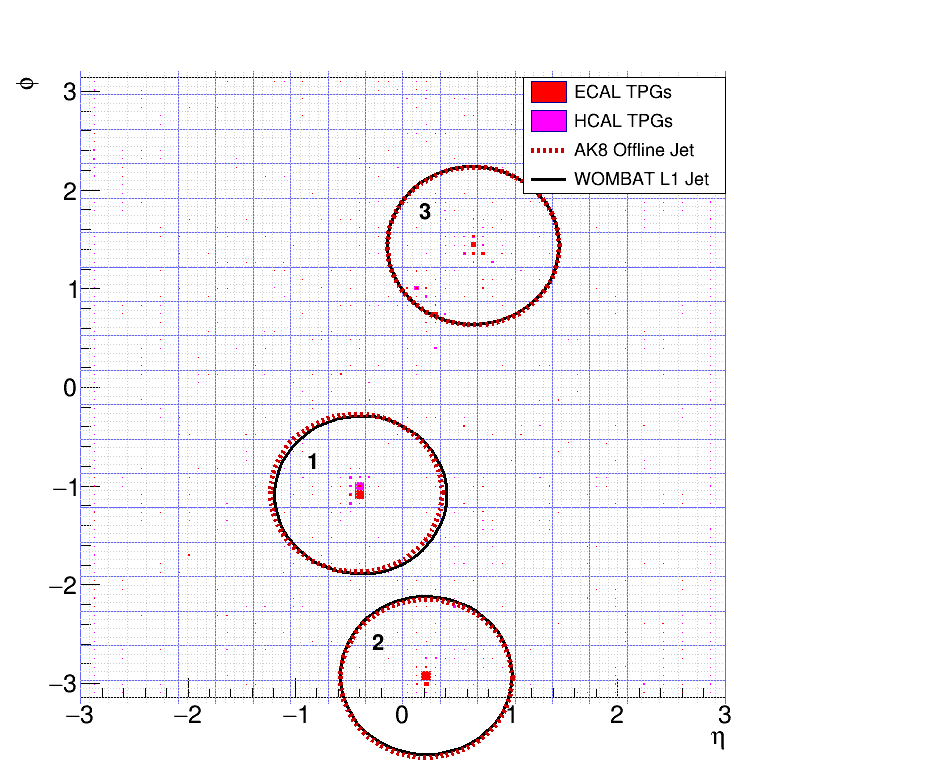 ϕ
3
2
1
0
−1
−2
−3
ECAL TPGs
HCAL TPGs
AK8 Offline Jet
WOMBAT L1 Jet
3
1
2
−3 −2 −1 0 1 2 3
η